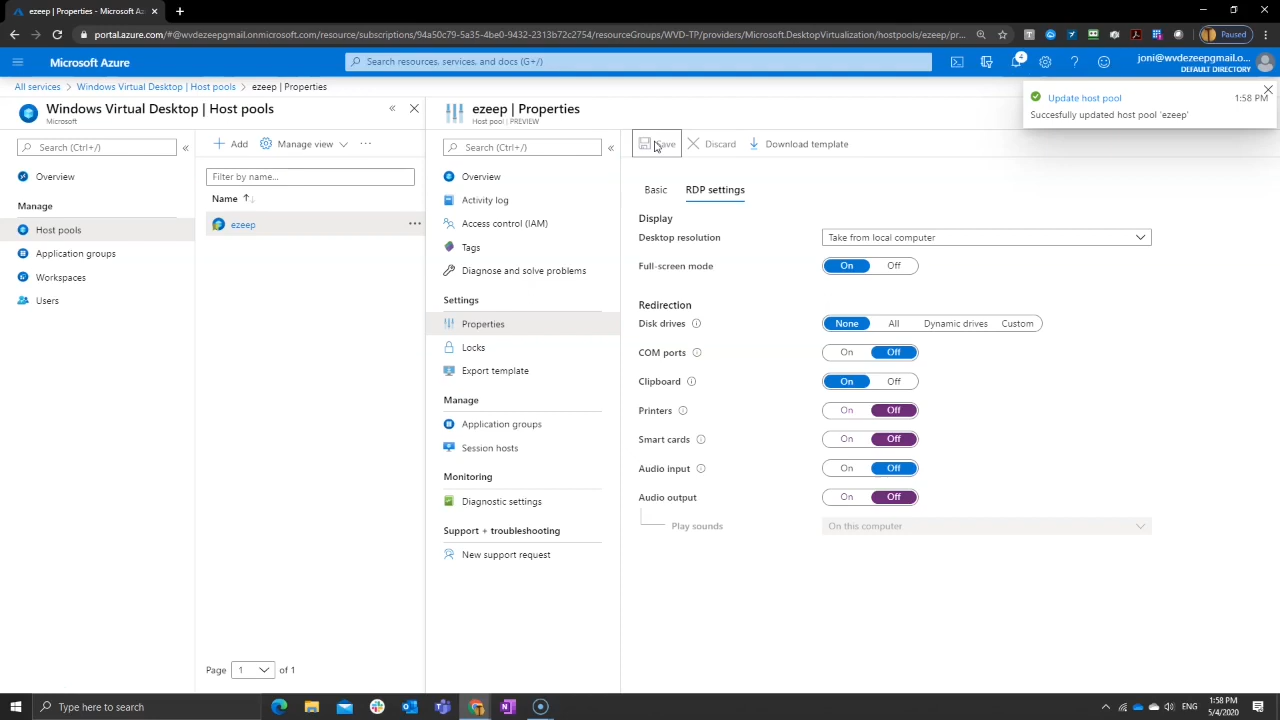 ezeep | Properties - Microsoft A
portal.azure.com/#@wvdezeepgmail.onmicrosoft.com/resource/subscriptions/94a50c79-5a35-4be0-9432-2313b72c2754/resourceGroups/WVD-TP/providers/Microsoft.DesktopVirtualization/hostpools/ezeep/pr...
Paused
Microsoft Azure
Search resources, services, and docs (G+/)
4
joni@wvdezeepgmail.o...
DEFAULT DIRECTORY
All services > Windows Virtual Desktop | Host pools > ezeep | Properties
Windows Virtual Desktop | Host pools
Microsoft
Search (Ctrl+/)
Overview
Manage
Host pools
Application groups
Workspaces
Users
Add
Manage view
Filter by name...
Name
ezeep
Page 1 of 1
ezeep | Properties
Host pool | PREVIEW
Search (Ctrl+/)
Overview
Activity log
Access control (IAM)
Tags
Diagnose and solve problems
Settings
Properties
Locks
Export template
Manage
Application groups
Session hosts
Monitoring
Diagnostic settings
Support + troubleshooting
New support request
Save
Discard
Download template
Update host pool
1:58 PM
Succesfully updated host pool 'ezeep'
Basic
RDP settings
Display
Desktop resolution Take from local computer
Full-screen mode On Off
Redirection
Disk drives None All Dynamic drives Custom
COM ports On Off
Clipboard On Off
Printers On Off
Smart cards On Off
Audio input On Off
Audio output On Off
Play sounds On this computer
Type here to search
ENG
1:58 PM
5/4/2020